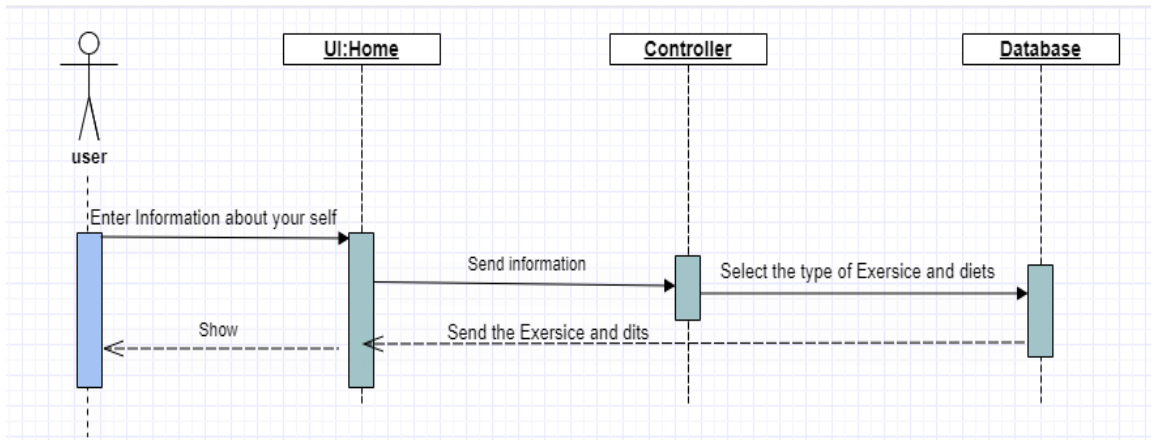 UI:Home
Controller
Database
user
Enter Information about your self
Send information
Select the type of Exersice and diets
Show
Send the Exersice and dits